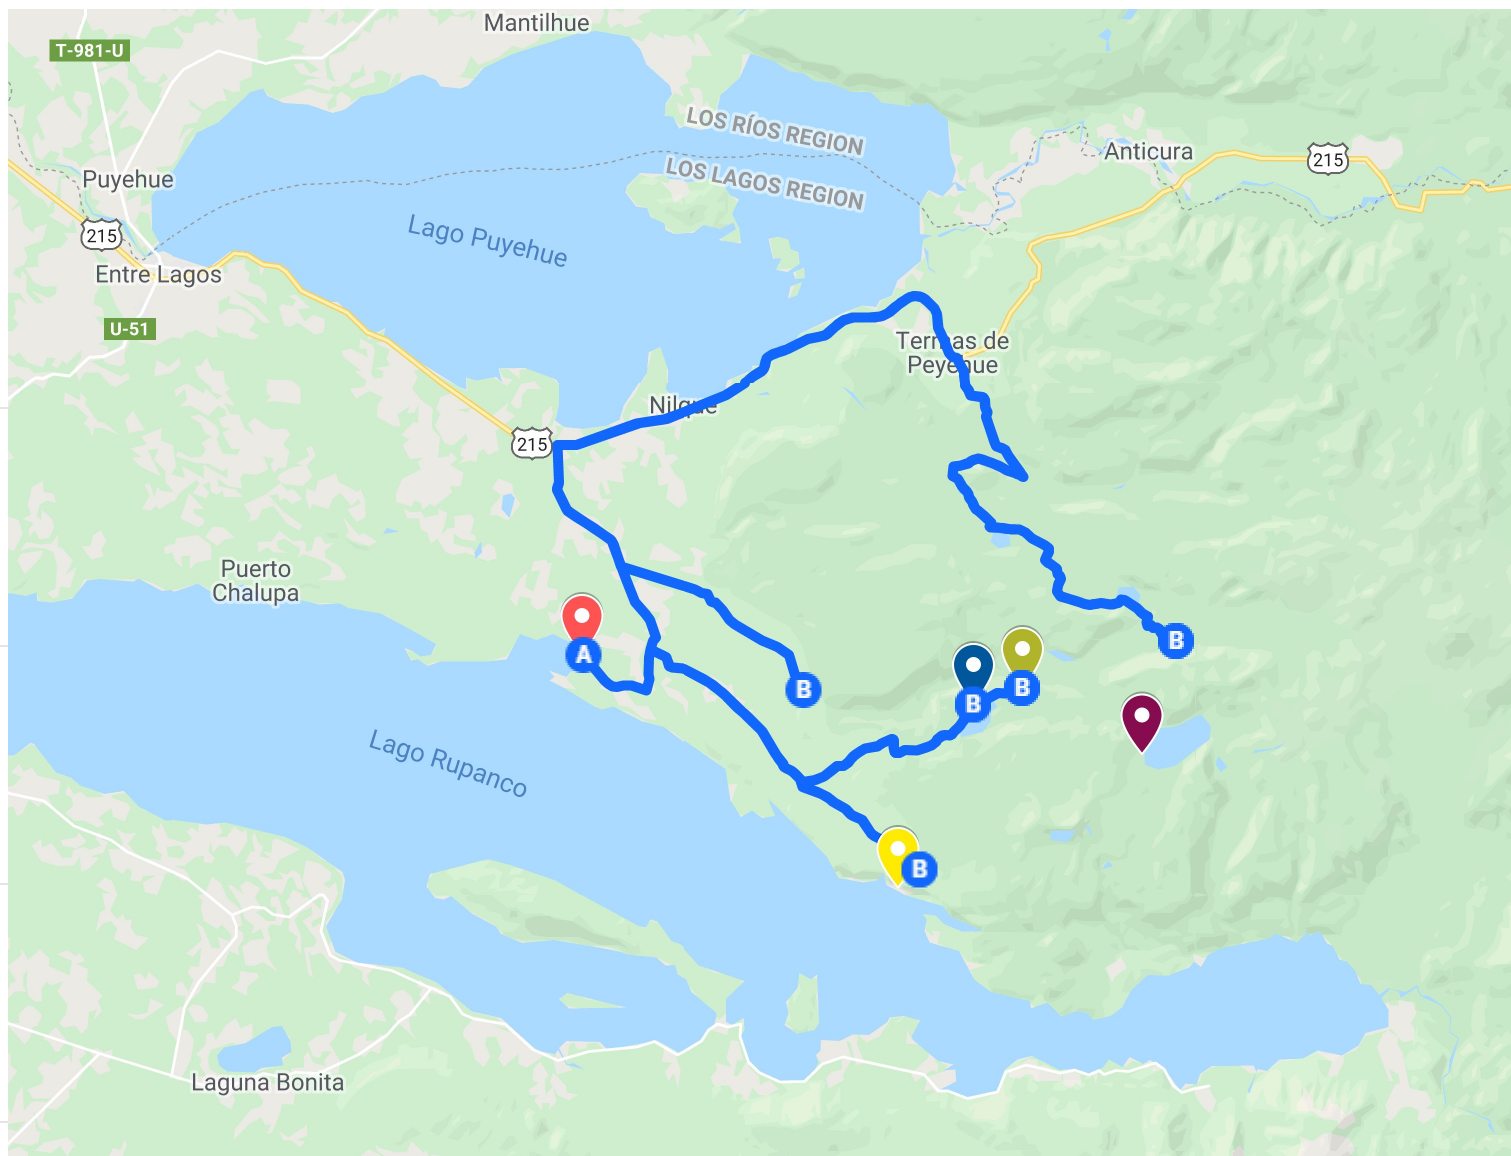 Mantilhue
T-981-U
LOS RÍOS REGION
LOS LAGOS REGION
Anticura
215
Puyehue
215
Lago Puyehue
Entre Lagos
U-51
Termas de
Peyehue
Nilque
215
Puerto
Chalupa
A
B
B
B
B
B
Lago Rupanco
Laguna Bonita